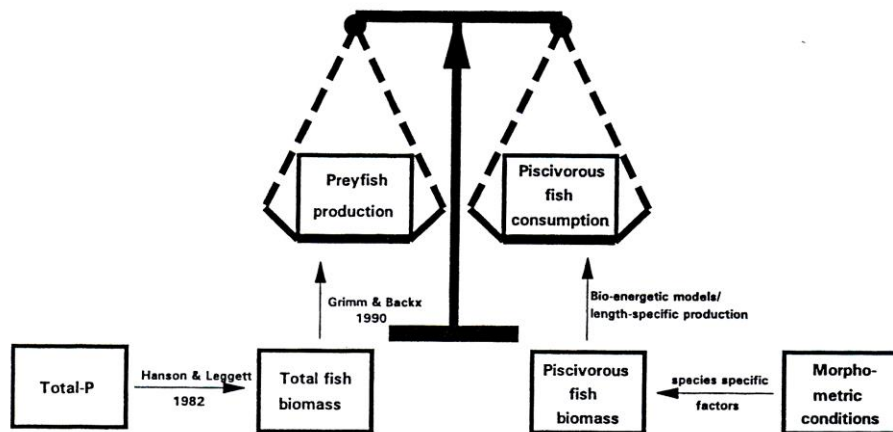 Preyfish
production
Piscivorous
fish
consumption
Grimm & Backx
1990
Bio-energetic models/
length-specific production
Total-P
Hanson & Leggett
1982
Total fish
biomass
Piscivorous
fish
biomass
species specific
factors
Morpho-
metric
conditions